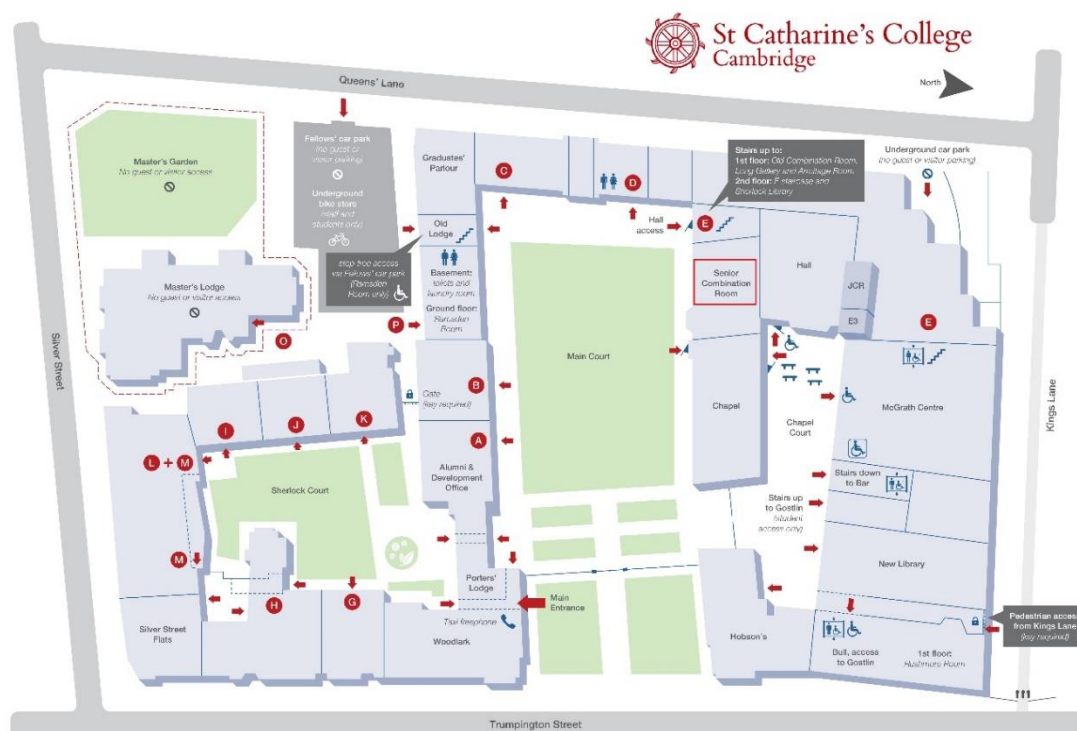 St Catharine's College
Cambridge
North
Queens' Lane
Master's Garden
No guest or visitor access
Fellows' car park
(no guest or
visitor parking)
Underground
bike store
(staff and
students only)
Graduates'
Parlour
C
D
Stairs up to:
1st floor: Old Combination Room,
Long Gallery and Armitage Room
2nd floor: F staircase and
Sherlock Library
Underground car park
(no guest or visitor parking)
Old
Lodge
Hall
access
E
step free access
via Fellows' car park
(Ramsden
Room only)
Basement:
toilets and
laundry room
Ground floor:
Ramsden
Room
Senior
Combination
Room
Hall
JCR
E3
E
Master's Lodge
No guest or visitor access
O
P
Main Court
Silver Street
Kings Lane
B
Gate
(key required)
Chapel
Chapel
Court
McGrath Centre
I
J
K
A
L + M
Alumni &
Development
Office
Sherlock Court
Stairs down
to Bar
Stairs up
to Gostlin
(student
access only)
M
New Library
Porters'
Lodge
Main
Entrance
H
G
Taxi freephone
Silver Street
Flats
Woodlark
Hobson's
Bull, access
to Gostlin
1st floor:
Rushmore Room
Pedestrian access
from Kings Lane
(key required)
Trumpington Street